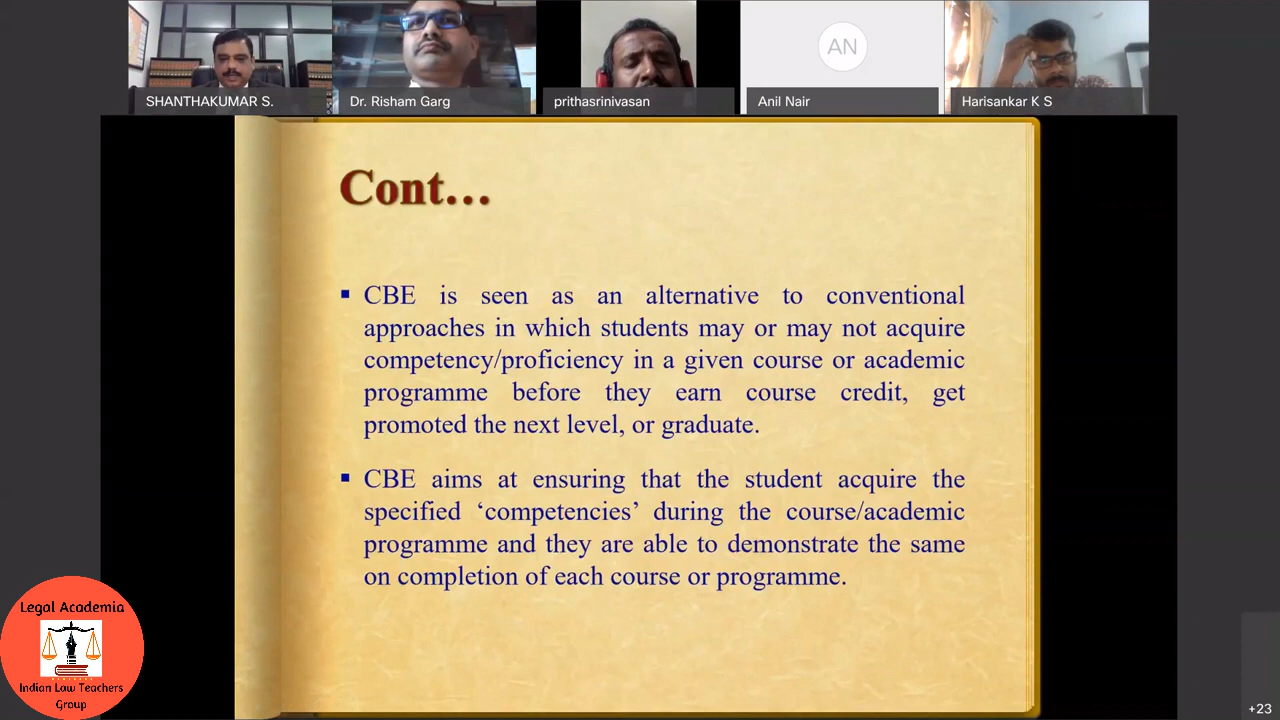 SHANTHAKUMAR S.
Dr. Risham Garg
prithasrinivasan
AN
Anil Nair
Harisankar K S
Cont...
▪ CBE is seen as an alternative to conventional
approaches in which students may or may not acquire
competency/proficiency in a given course or academic
programme before they earn course credit, get
promoted the next level, or graduate.
▪ CBE aims at ensuring that the student acquire the
specified ‘competencies’ during the course/academic
programme and they are able to demonstrate the same
on completion of each course or programme.
Legal Academia
Indian Law Teachers
Group
+23